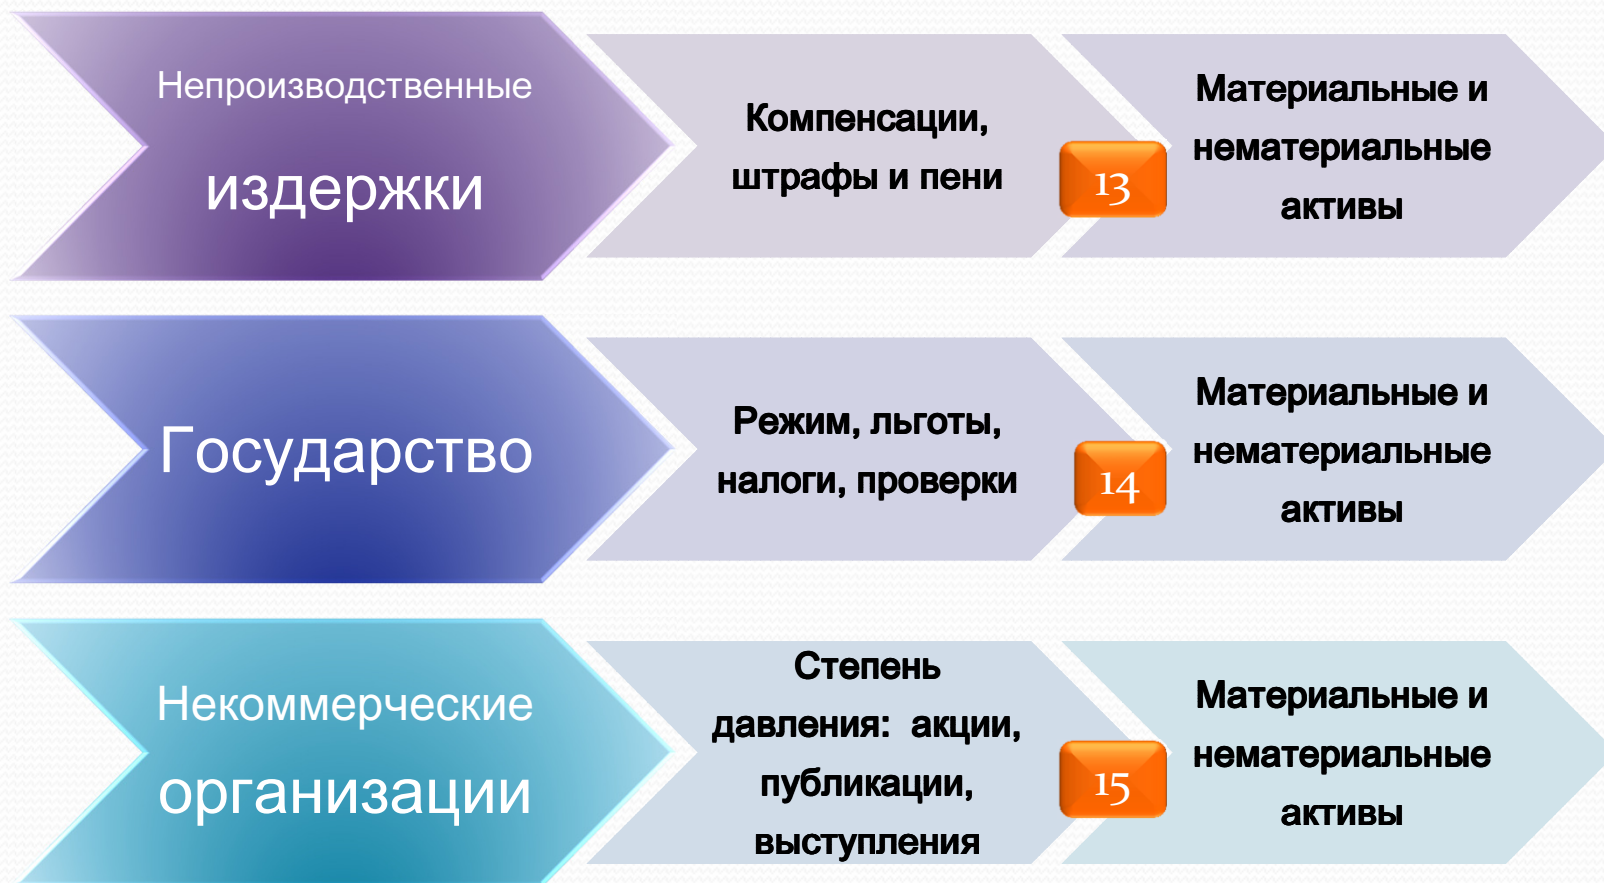 Непроизводственные
издержки
Компенсации,
штрафы и пени
13
Материальные и
нематериальные
активы
Государство
Режим, льготы,
налоги, проверки
14
Материальные и
нематериальные
активы
Некоммерческие
организации
Степень
давления:  акции,
публикации,
выступления
15
Материальные и
нематериальные
активы